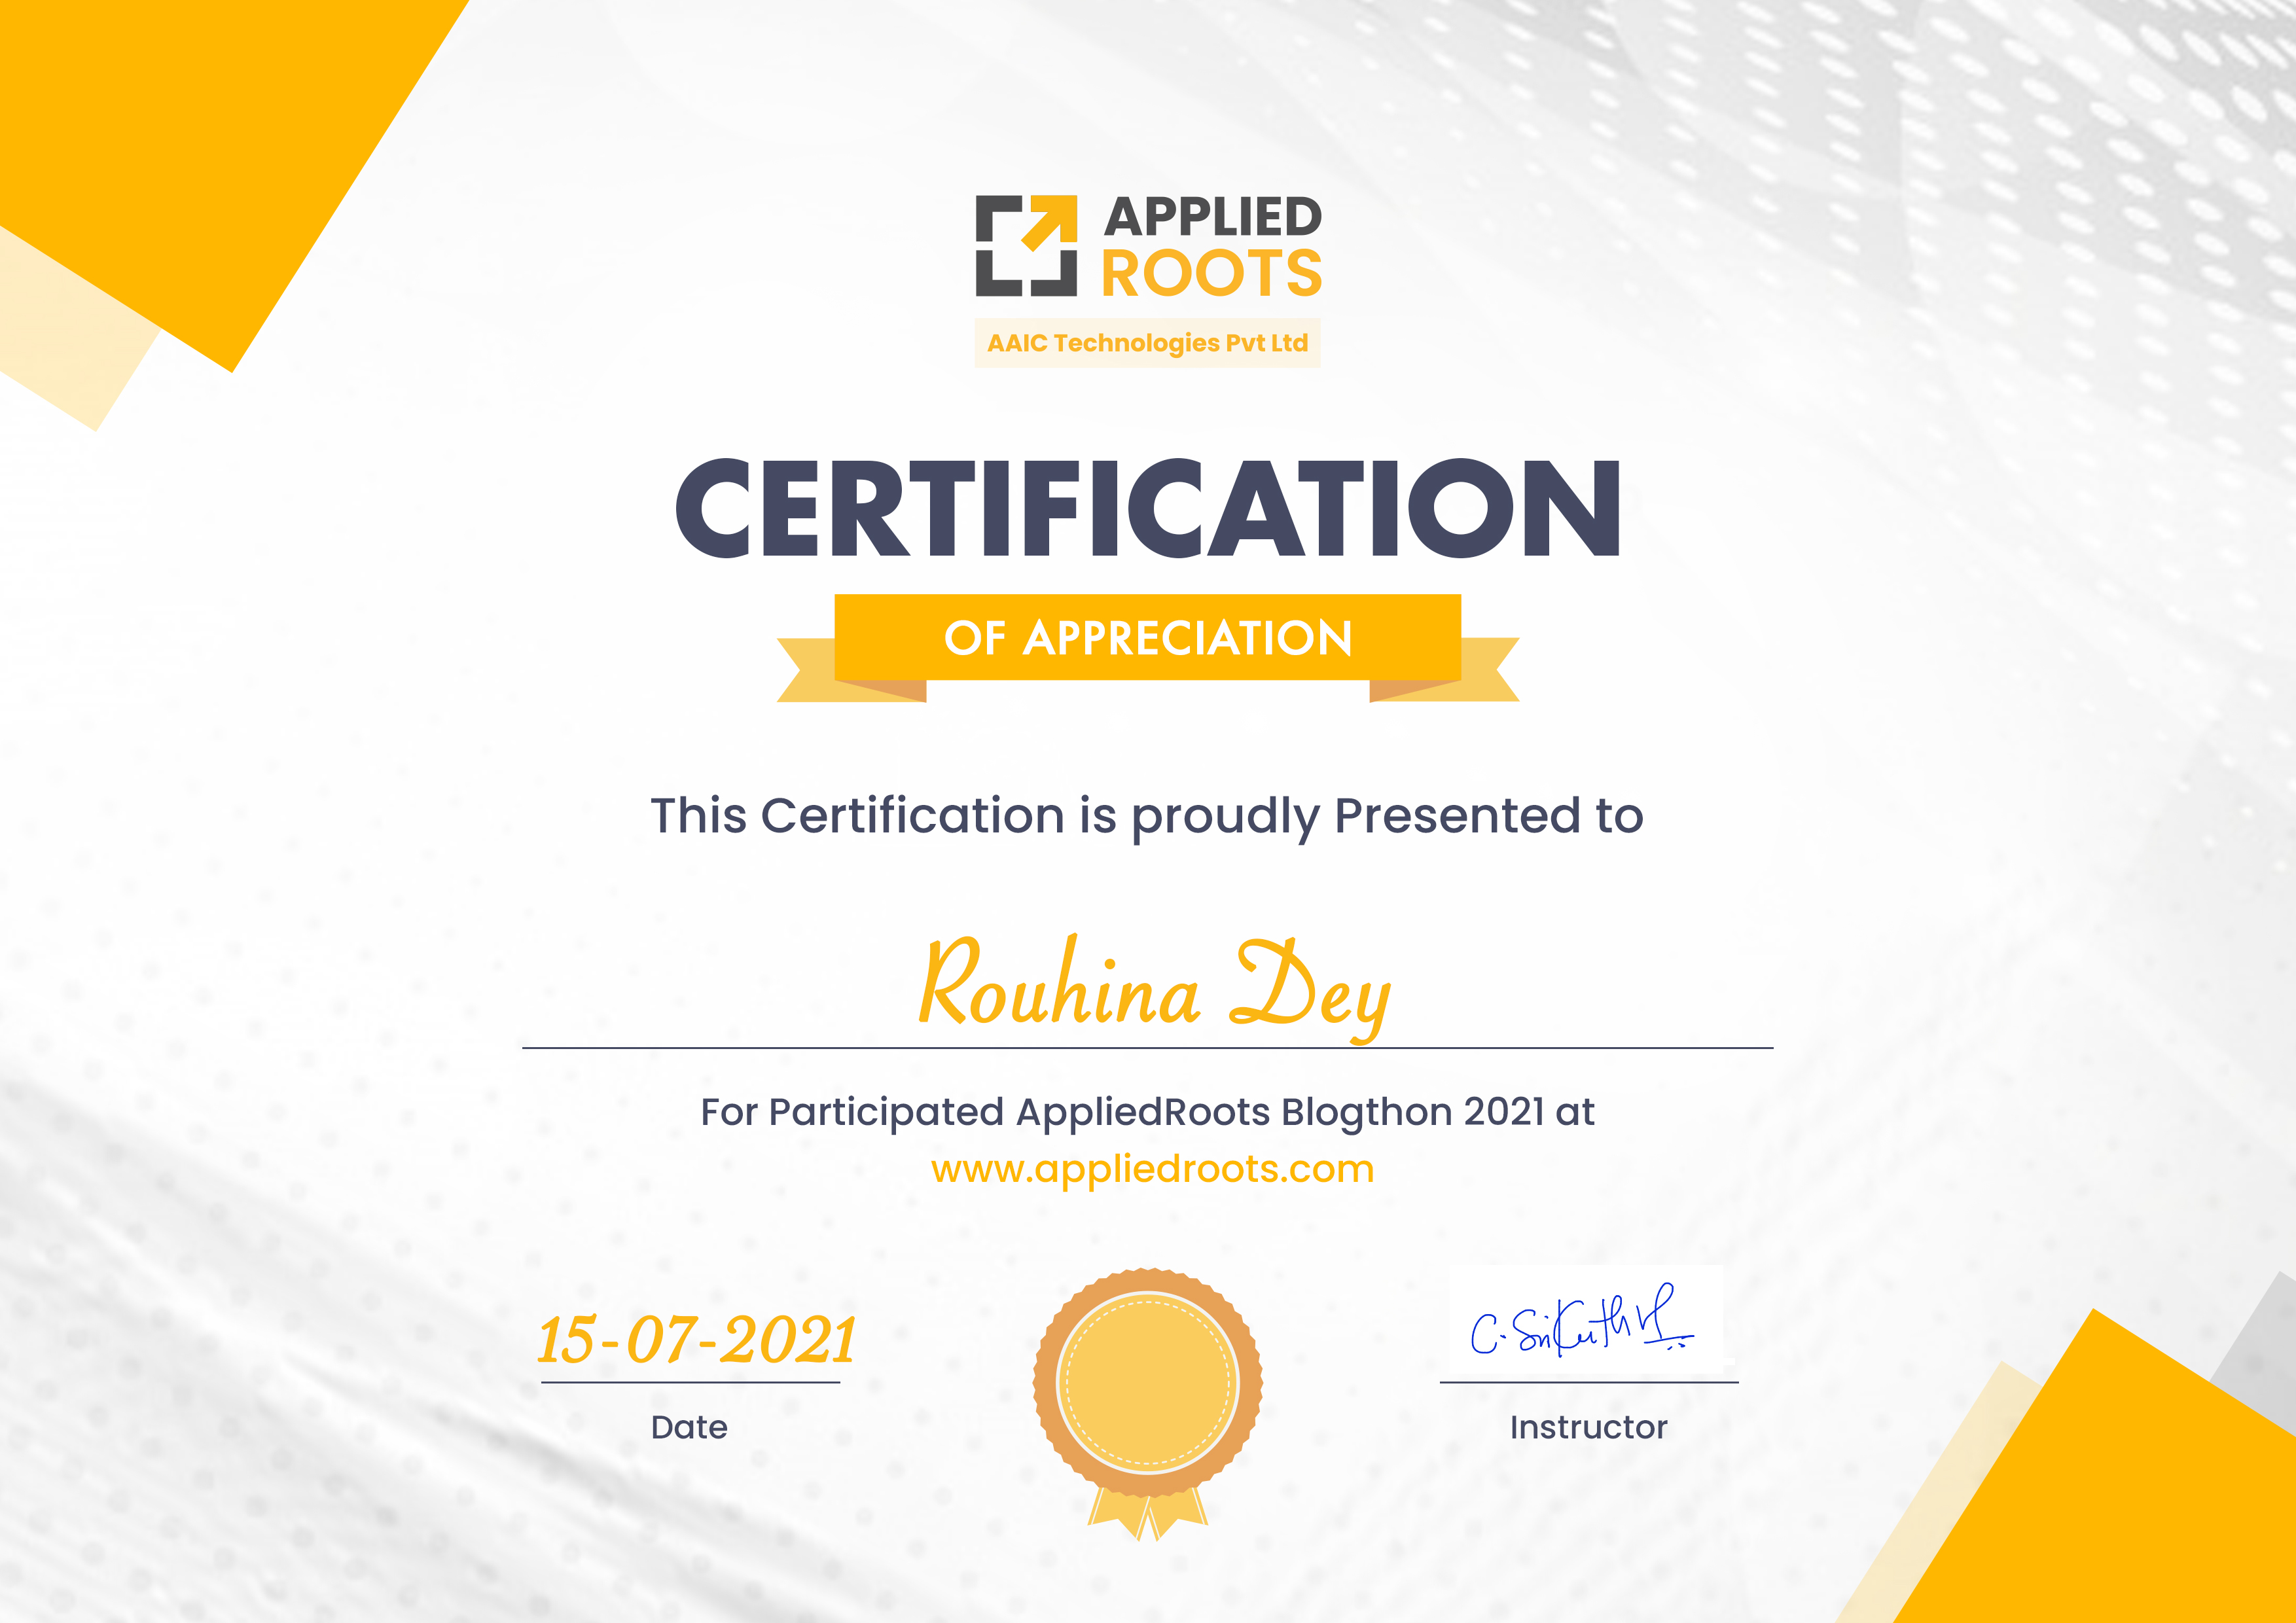 APPLIED
ROOTS
AAIC Technologies Pvt Ltd
CERTIFICATION
OF APPRECIATION
This Certification is proudly Presented to
Rouhina Dey
For Participated AppliedRoots Blogthon 2021 at
www.appliedroots.com
15-07-2021
Date
Instructor